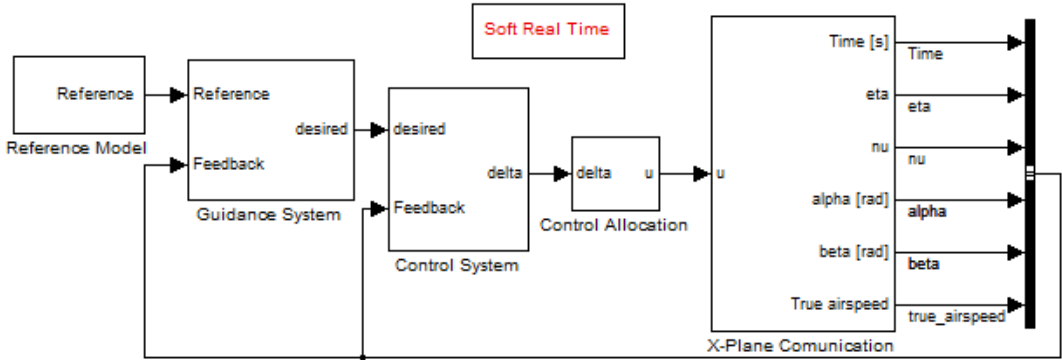 Soft Real Time
Reference
Reference Model
Reference
desired
Feedback
Guidance System
desired
delta
Feedback
Control System
delta
u
Control Allocation
u
Time [s]
Time
eta
eta
nu
nu
alpha [rad]
alpha
beta [rad]
beta
True airspeed
true_airspeed
X-Plane Comunication